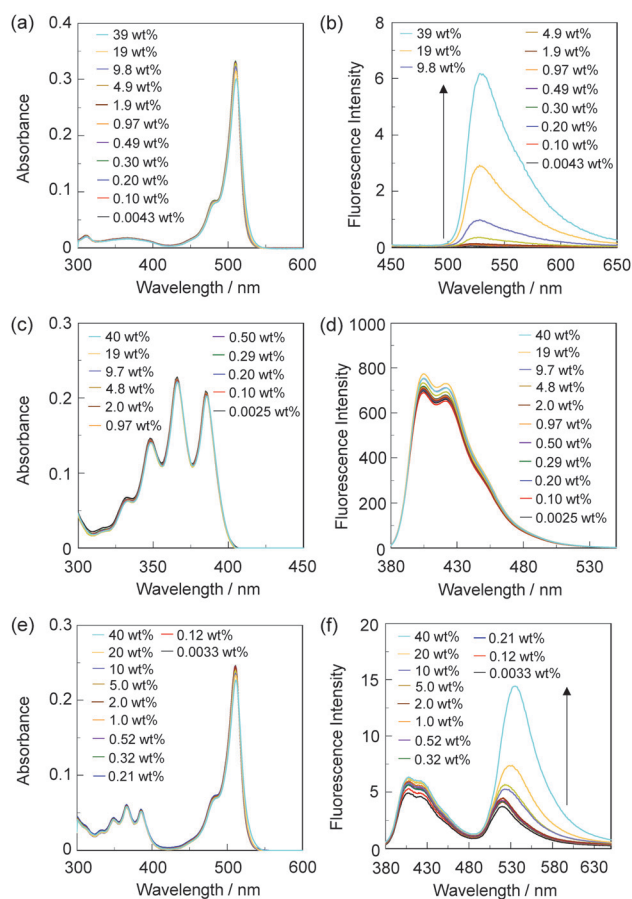 (a)
0.4
0.3
0.2
0.1
0
Absorbance
39 wt%
19 wt%
9.8 wt%
4.9 wt%
1.9 wt%
0.97 wt%
0.49 wt%
0.30 wt%
0.20 wt%
0.10 wt%
0.0043 wt%
300 400 500 600
Wavelength / nm
(b)
8
6
4
2
0
Fluorescence Intensity
39 wt%
19 wt%
9.8 wt%
4.9 wt%
1.9 wt%
0.97 wt%
0.49 wt%
0.30 wt%
0.20 wt%
0.10 wt%
0.0043 wt%
450 500 550 600 650
Wavelength / nm
(c)
0.3
0.2
0.1
0
Absorbance
40 wt%
19 wt%
9.7 wt%
4.8 wt%
2.0 wt%
0.97 wt%
0.50 wt%
0.29 wt%
0.20 wt%
0.10 wt%
0.0025 wt%
300 350 400 450
Wavelength / nm
(d)
1000
800
600
400
200
0
Fluorescence Intensity
40 wt%
19 wt%
9.7 wt%
4.8 wt%
2.0 wt%
0.97 wt%
0.50 wt%
0.29 wt%
0.20 wt%
0.10 wt%
0.0025 wt%
380 430 480 530
Wavelength / nm
(e)
0.3
0.2
0.1
0
Absorbance
40 wt%
20 wt%
10 wt%
5.0 wt%
2.0 wt%
1.0 wt%
0.52 wt%
0.32 wt%
0.21 wt%
0.12 wt%
0.0033 wt%
300 400 500 600
Wavelength / nm
(f)
20
15
10
5
0
Fluorescence Intensity
40 wt%
20 wt%
10 wt%
5.0 wt%
2.0 wt%
1.0 wt%
0.52 wt%
0.32 wt%
0.21 wt%
0.12 wt%
0.0033 wt%
380 430 480 530 580 630
Wavelength / nm